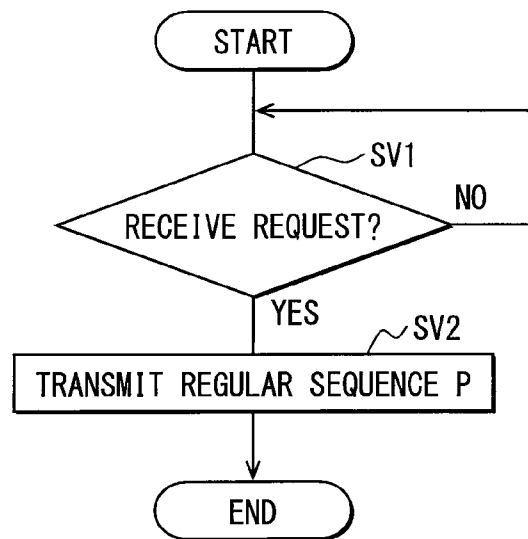 START
SV1
RECEIVE REQUEST?
NO
YES
SV2
TRANSMIT REGULAR SEQUENCE P
END